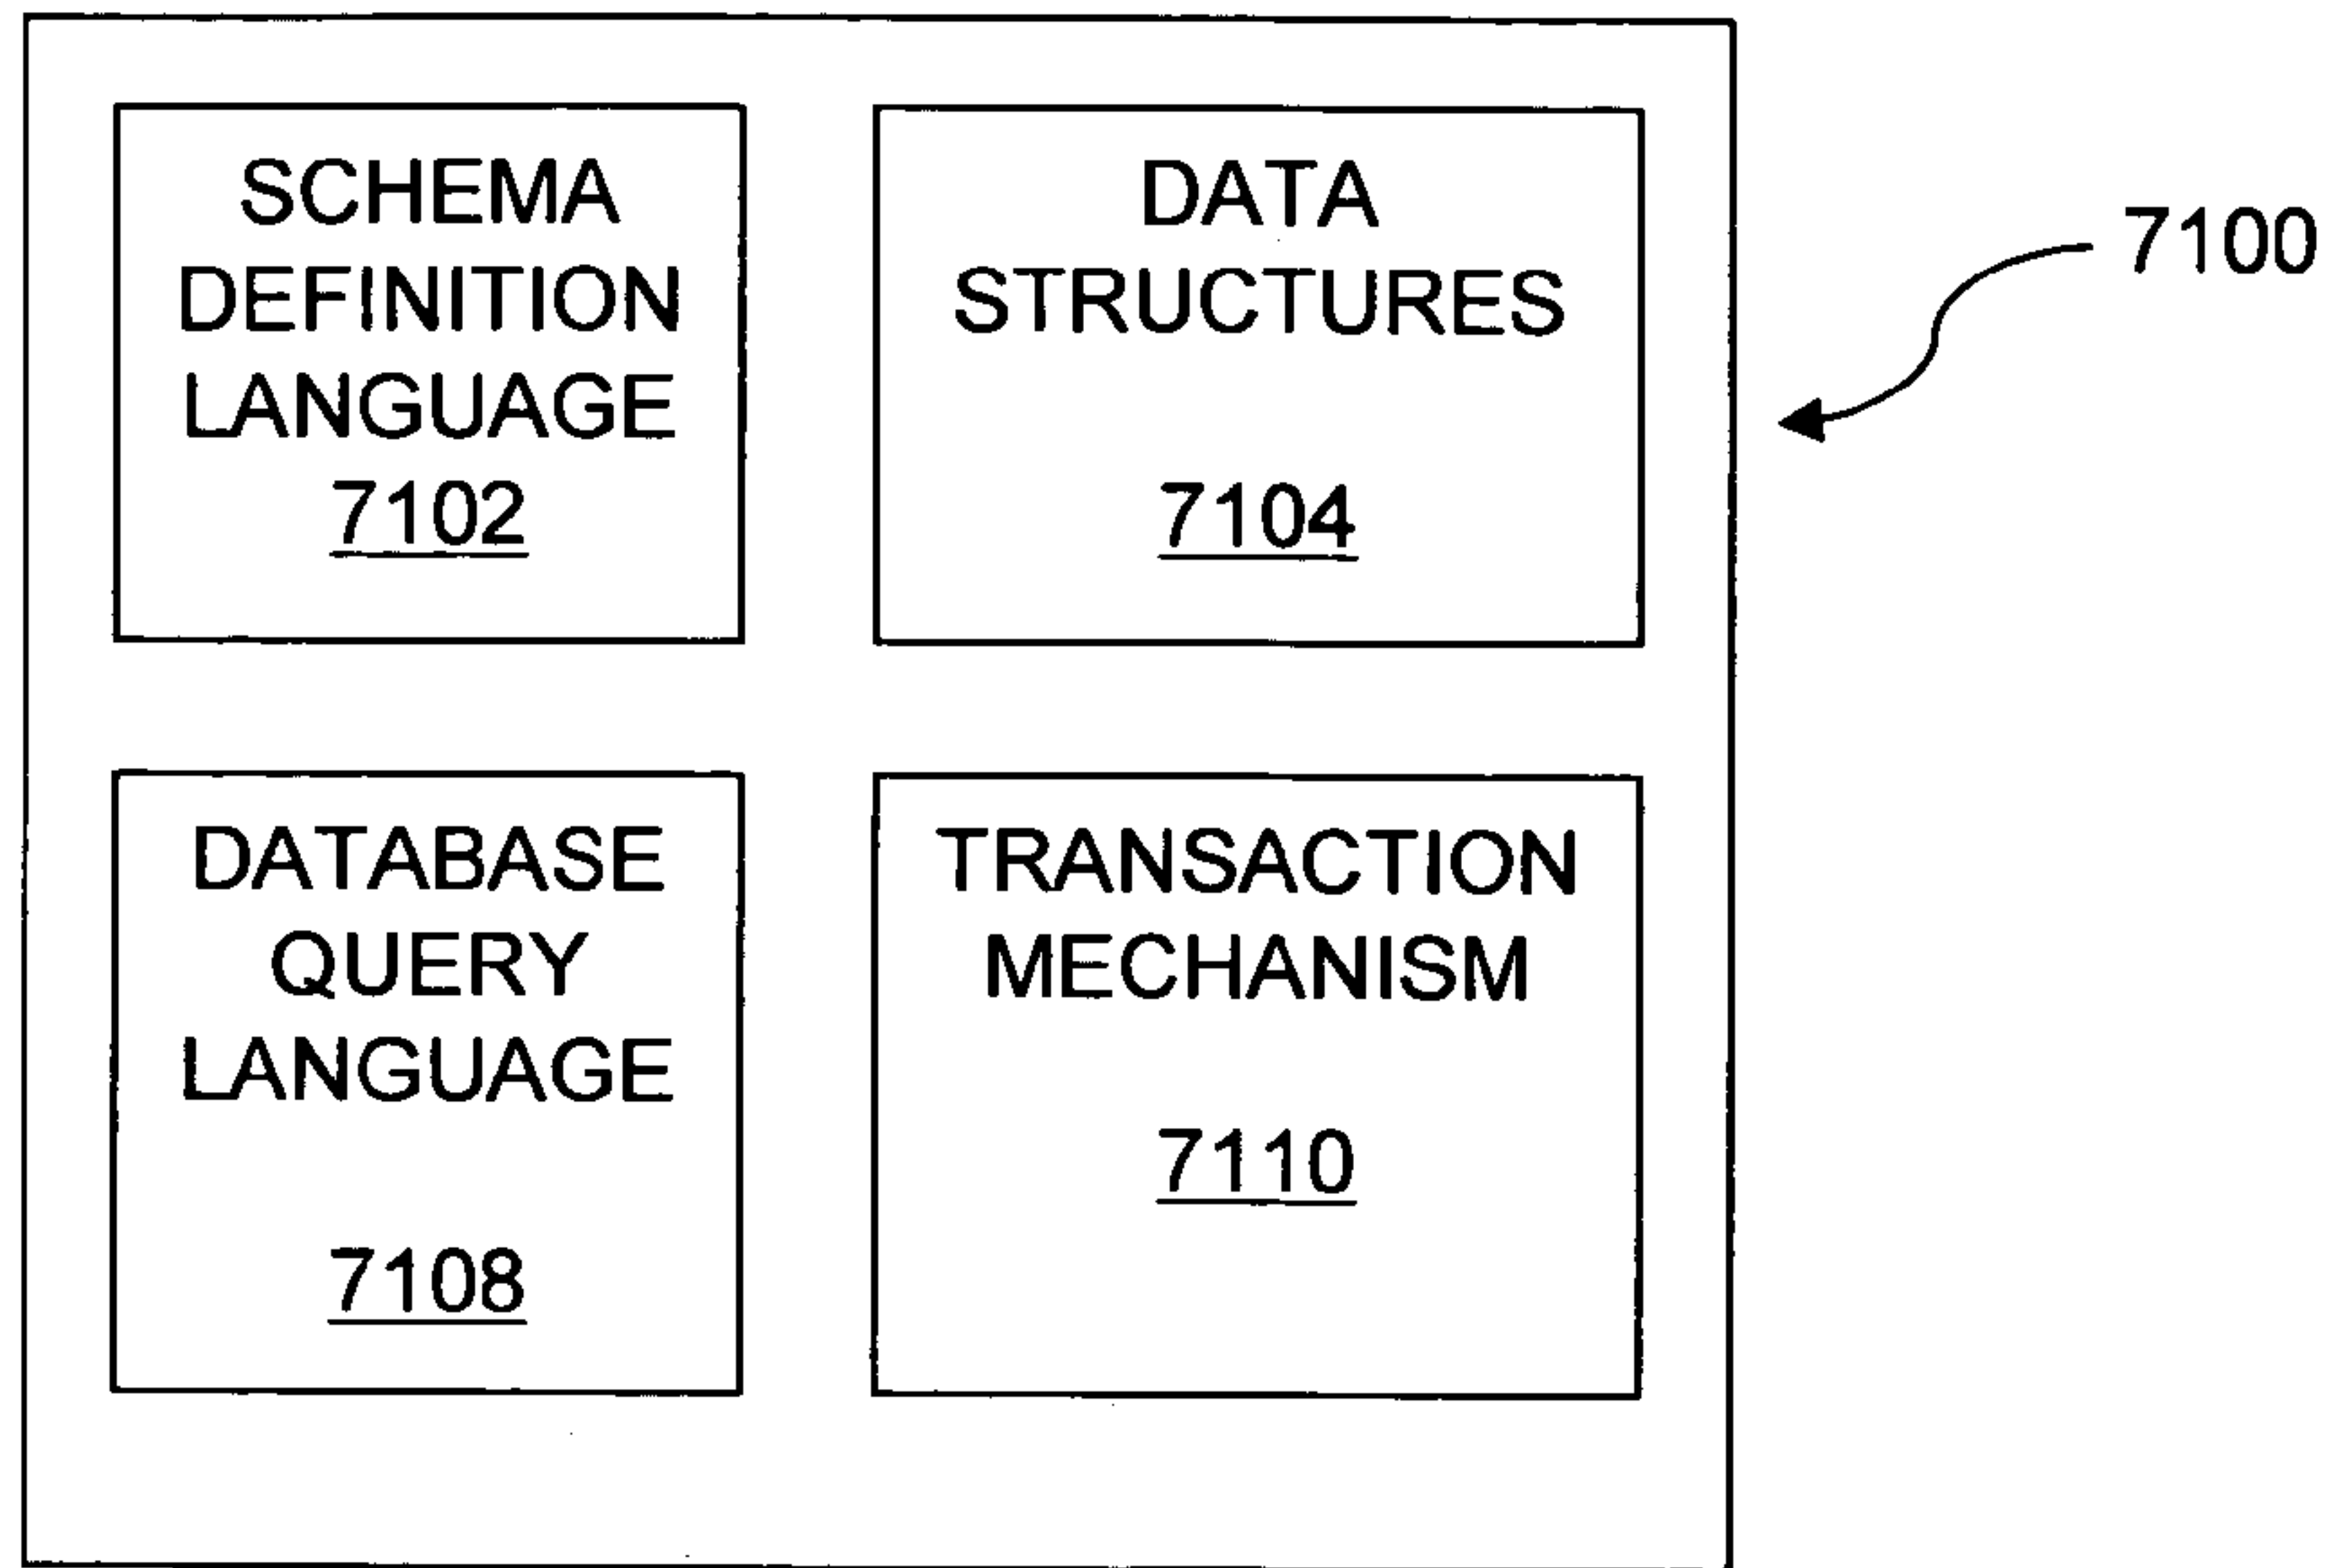 SCHEMA
DEFINITION
LANGUAGE
7102
DATA
STRUCTURES
7104
7100
DATABASE
QUERY
LANGUAGE
7108
TRANSACTION
MECHANISM
7110